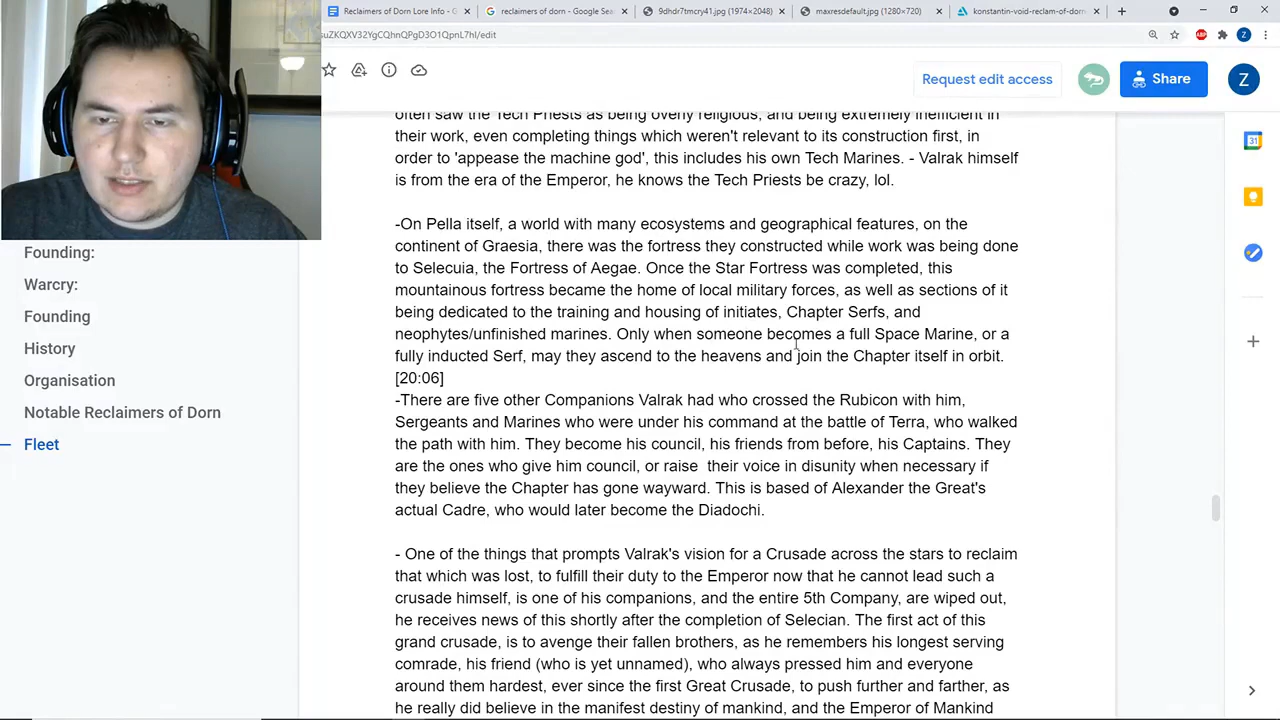 Reclaimers of Dorn Lore Info - G
reclaimers of dorn - Google Sea
9dhdr7tmcry41.jpg (1974×2048)
maxresdefault.jpg (1280×720)
konstantin-void-reclam-of-dorn-
suZKQXV32YgCQhnQPgD3O1QpnL7hI/edit
ABP
Z
Request edit access
Share
Z
31
Founding:
Warcry:
Founding
History
Organisation
Notable Reclaimers of Dorn
Fleet
often saw the Tech Priests as being overly religious, and being extremely inefficient in
their work, even completing things which weren't relevant to its construction first, in
order to 'appease the machine god', this includes his own Tech Marines. - Valrak himself
is from the era of the Emperor, he knows the Tech Priests be crazy, lol.
-On Pella itself, a world with many ecosystems and geographical features, on the
continent of Graesia, there was the fortress they constructed while work was being done
to Selecuia, the Fortress of Aegae. Once the Star Fortress was completed, this
mountainous fortress became the home of local military forces, as well as sections of it
being dedicated to the training and housing of initiates, Chapter Serfs, and
neophytes/unfinished marines. Only when someone becomes a full Space Marine, or a
fully inducted Serf, may they ascend to the heavens and join the Chapter itself in orbit.
[20:06]
-There are five other Companions Valrak had who crossed the Rubicon with him,
Sergeants and Marines who were under his command at the battle of Terra, who walked
the path with him. They become his council, his friends from before, his Captains. They
are the ones who give him council, or raise  their voice in disunity when necessary if
they believe the Chapter has gone wayward. This is based of Alexander the Great's
actual Cadre, who would later become the Diadochi.
- One of the things that prompts Valrak's vision for a Crusade across the stars to reclaim
that which was lost, to fulfill their duty to the Emperor now that he cannot lead such a
crusade himself, is one of his companions, and the entire 5th Company, are wiped out,
he receives news of this shortly after the completion of Selecian. The first act of this
grand crusade, is to avenge their fallen brothers, as he remembers his longest serving
comrade, his friend (who is yet unnamed), who always pressed him and everyone
around them hardest, ever since the first Great Crusade, to push further and farther, as
he really did believe in the manifest destiny of mankind, and the Emperor of Mankind